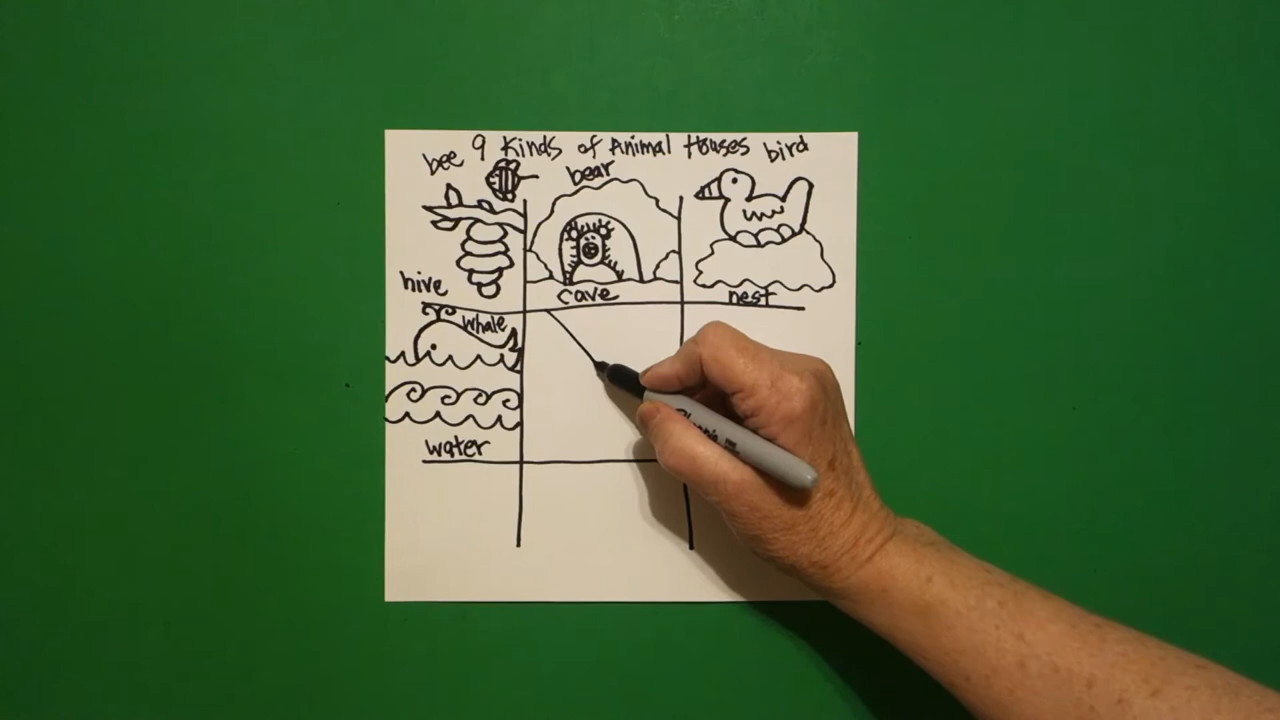 9 Kinds of Animal Houses
bee
bear
bird
hive
cave
nest
whale
water